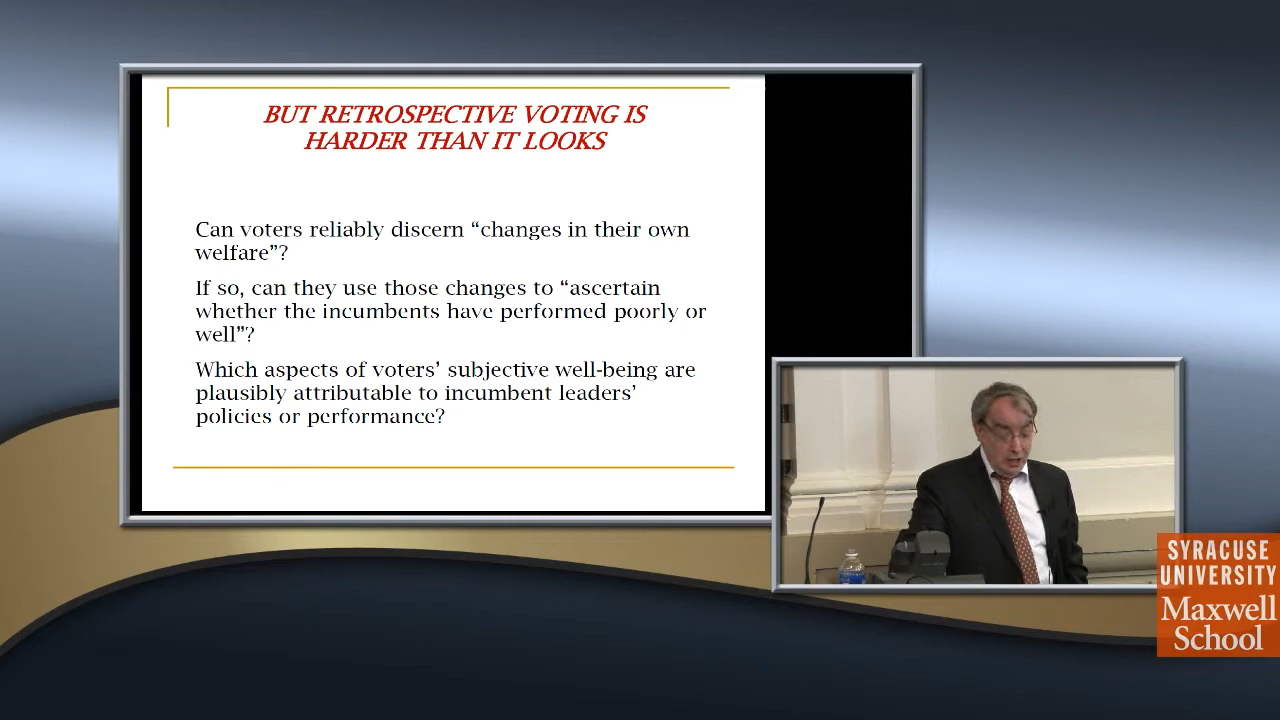 BUT RETROSPECTIVE VOTING IS
HARDER THAN IT LOOKS
Can voters reliably discern “changes in their own
welfare”?
If so, can they use those changes to “ascertain
whether the incumbents have performed poorly or
well”?
Which aspects of voters’ subjective well-being are
plausibly attributable to incumbent leaders’
policies or performance?
SYRACUSE
UNIVERSITY
Maxwell
School